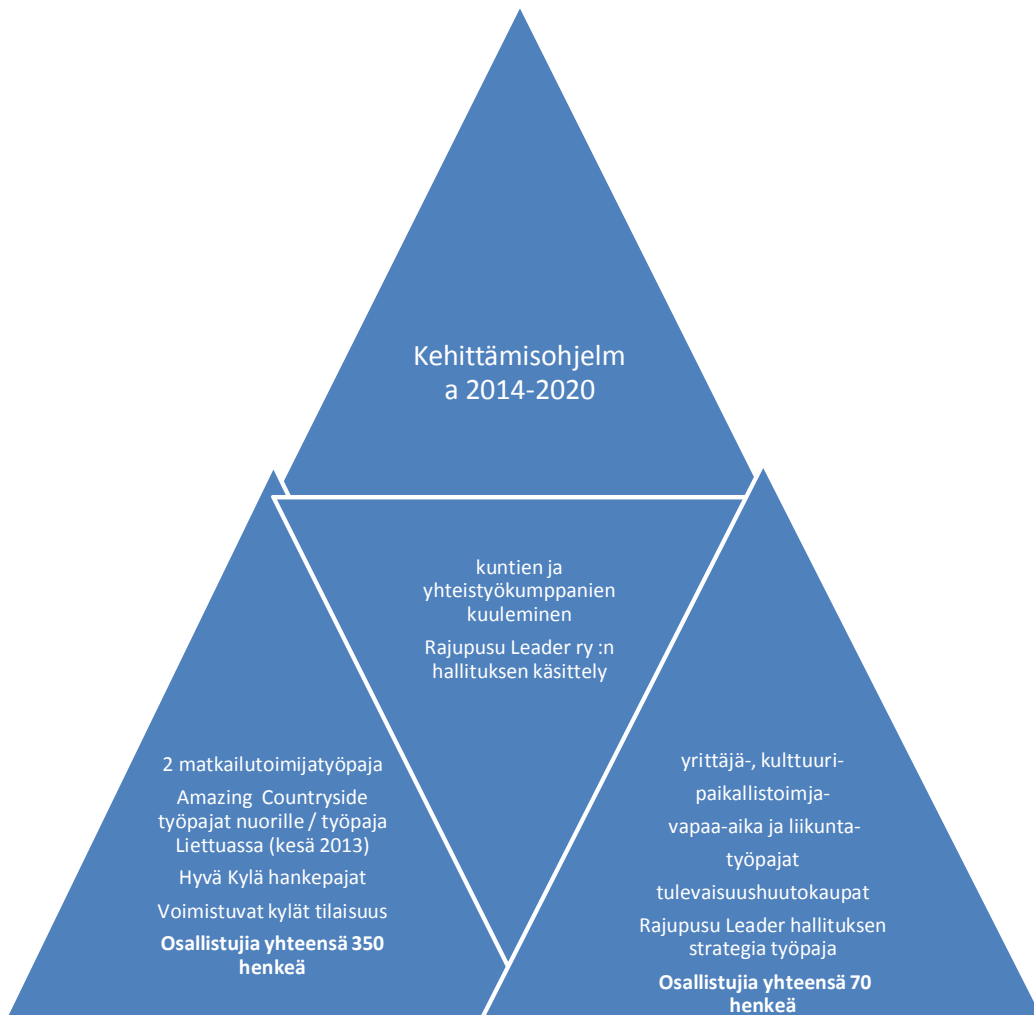 Kehittämisohjelm
a 2014-2020
kuntien ja
yhteistyökumppanien
kuuleminen
Rajupusu Leader ry :n
hallituksen käsittely
2 matkailutoimijatyöpaja
Amazing Countryside
työpajat nuorille / työpaja
Liettuassa (kesä 2013)
Hyvä Kylä hankepajat
Voimistuvat kylät tilaisuus
Osallistujia yhteensä 350
henkeä
yrittäjä-, kulttuuri-
paikallistoimja-
vapaa-aika ja liikunta-
työpajat
tulevaisuushuutokaupat
Rajupusu Leader hallituksen
strategia työpaja
Osallistujia yhteensä 70
henkeä